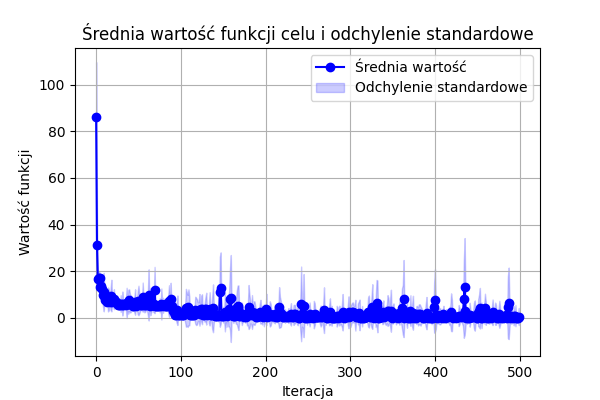 Średnia wartość funkcji celu i odchylenie standardowe
Średnia wartość
Odchylenie standardowe
Wartość funkcji
100
80
60
40
20
0
0 100 200 300 400 500
Iteracja